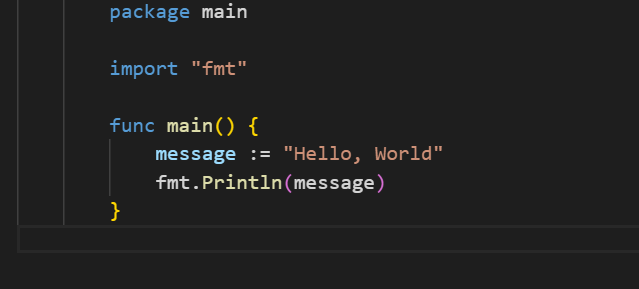 package main
import "fmt"
func main() {
    message := "Hello, World"
    fmt.Println(message)
}